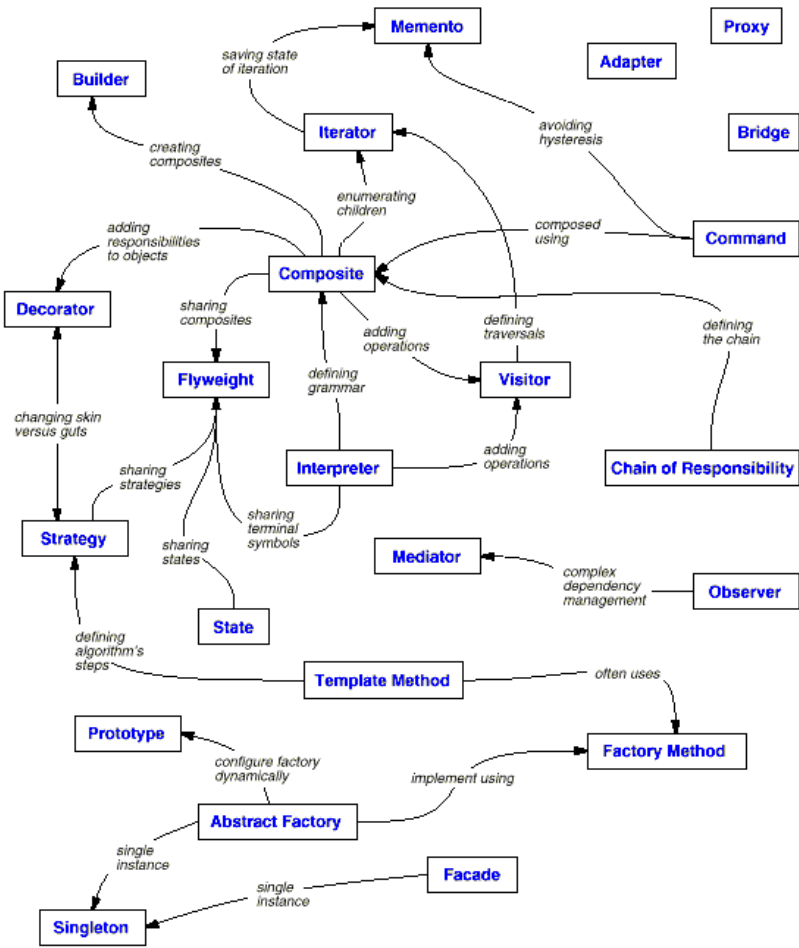 Memento
Proxy
saving state
of iteration
Adapter
Builder
Iterator
avoiding
hysteresis
Bridge
creating
composites
enumerating
children
adding
responsibilities
to objects
composed
using
Command
Composite
Decorator
sharing
composites
adding
operations
defining
traversals
defining
the chain
Flyweight
defining
grammar
Visitor
changing skin
versus guts
sharing
strategies
Interpreter
adding
operations
Chain of Responsibility
Strategy
sharing
states
sharing
terminal
symbols
Mediator
complex
dependency
management
Observer
State
defining
algorithm's
steps
Template Method
often uses
Prototype
configure factory
dynamically
implement using
Factory Method
Abstract Factory
single
instance
single
instance
Facade
Singleton